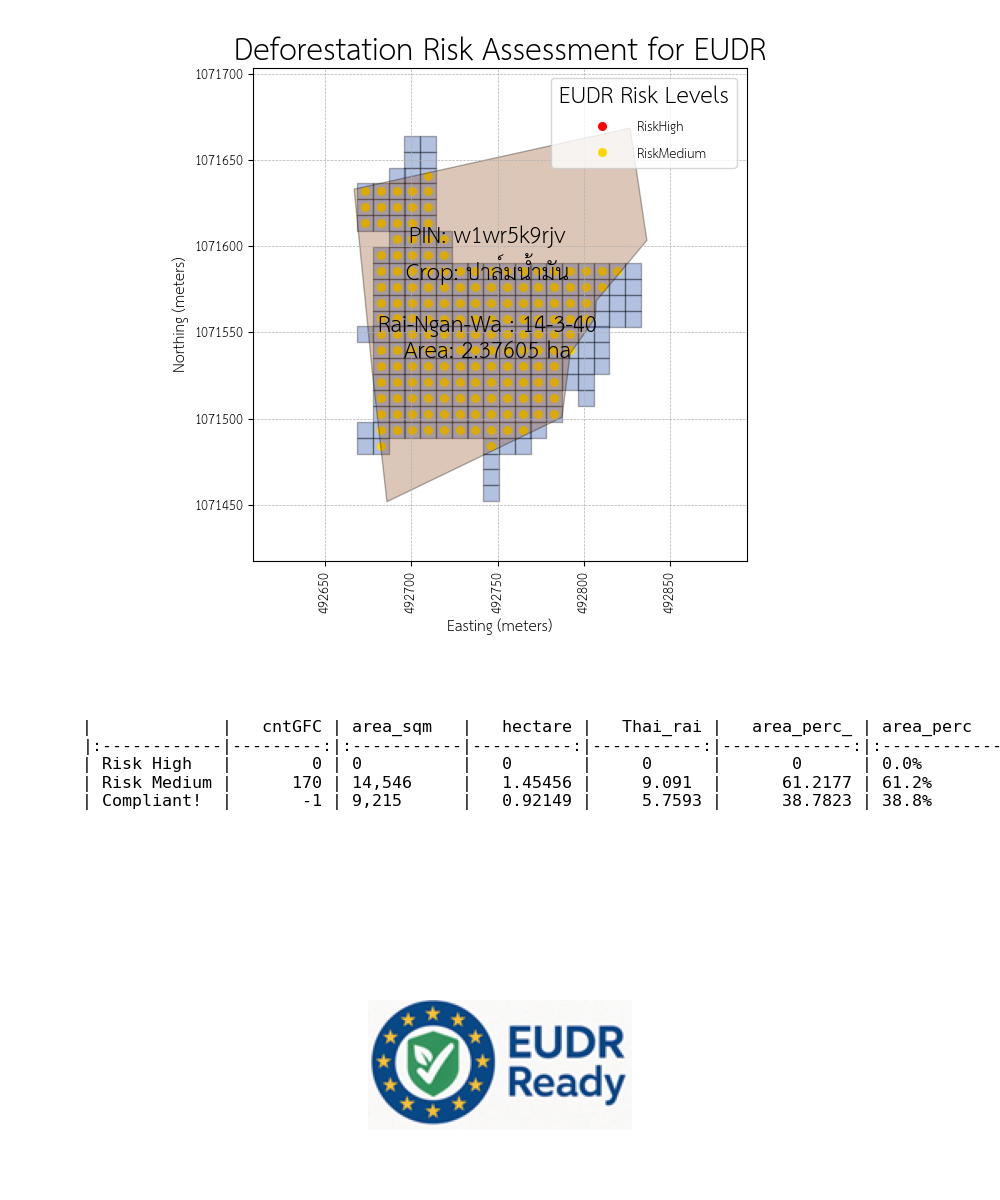 Deforestation Risk Assessment for EUDR
1071700
1071650
1071600
1071550
1071500
1071450
Northing (meters)
EUDR Risk Levels
RiskHigh
RiskMedium
PIN: w1wr5k9rjv
Crop: ปาล์มน้ำมัน
Rai-Ngan-Wa : 14-3-40
Area: 2.37605 ha
492650 492700 492750 492800 492850
Easting (meters)
|             |   cntGFC | area_sqm   |   hectare |   Thai_rai |   area_perc_ | area_perc
|:------------|---------:|:-----------|----------:|-----------:|-------------:|:------------
| Risk High   |        0 | 0          |   0       |     0      |       0      | 0.0%
| Risk Medium |      170 | 14,546     |   1.45456 |     9.091  |      61.2177 | 61.2%
| Compliant!  |       -1 | 9,215      |   0.92149 |     5.7593 |      38.7823 | 38.8%
EUDR
Ready